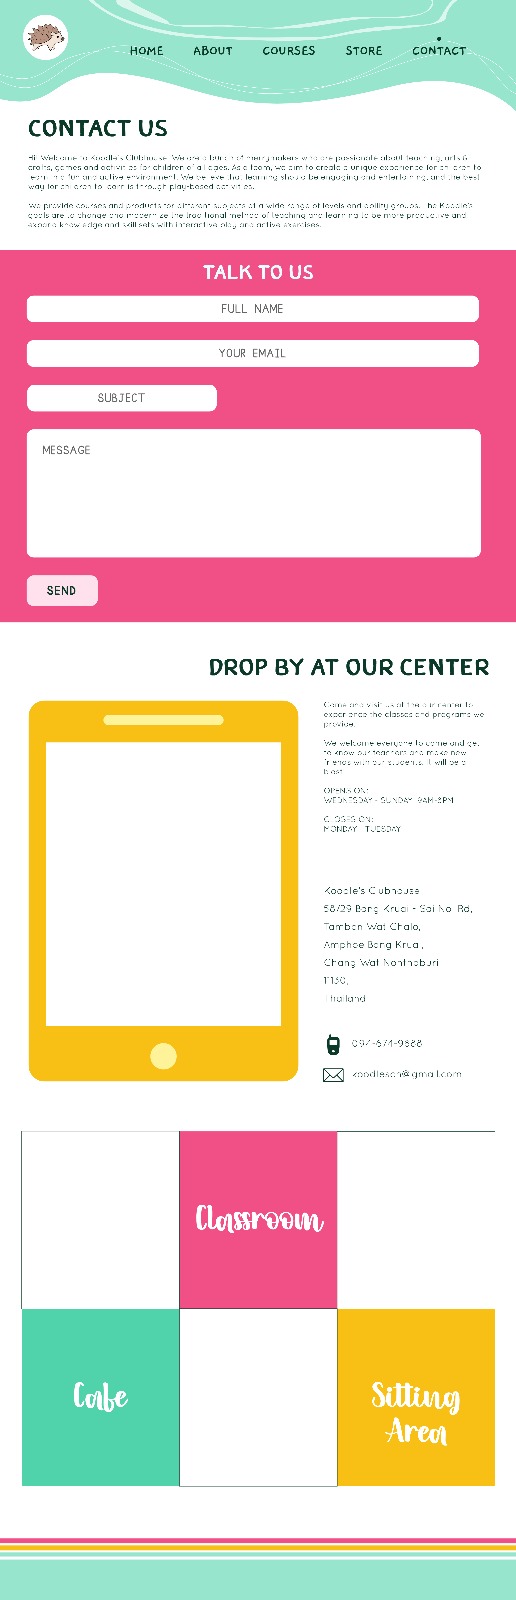 HOME ABOUT COURSES STORE CONTACT
CONTACT US
Hi! Welcome to Koodle's Clubhouse. We are a bunch of merry makers who are passionate about teaching, arts &
crafts, games and activities for children of all ages. As a team, we aim to create a unique experience for children to
learn in a fun and active environment. We believe that learning should be engaging and entertaining, and the best
way for children to learn is through play-based activities.
We provide courses and products for different subjects of a wide range of levels and ability groups. The Koodle's
goals are to change and modernize the traditional method of teaching and learning to be more productive and
expand knowledge and skill sets with interactive play and active exercises.
TALK TO US
FULL NAME
YOUR EMAIL
SUBJECT
MESSAGE
SEND
DROP BY AT OUR CENTER
Come and visit us at the our center to
experience the classes and programs we
provide.
We welcome everyone to come and get
to know our teachers and make new
friends with our students. It will be a
blast.
OPENS ON:
WEDNESDAY - SUNDAY 9AM-6PM
CLOSES ON:
MONDAY - TUESDAY
Koodle's Clubhouse
58/29 Bang Kruai - Sai Noi Rd,
Tambon Wat Chalo,
Amphoe Bang Kruai,
Chang Wat Nonthaburi
11130,
Thailand
094-674-9688
koodlesch@gmail.com
Classroom
Cafe
Sitting
Area